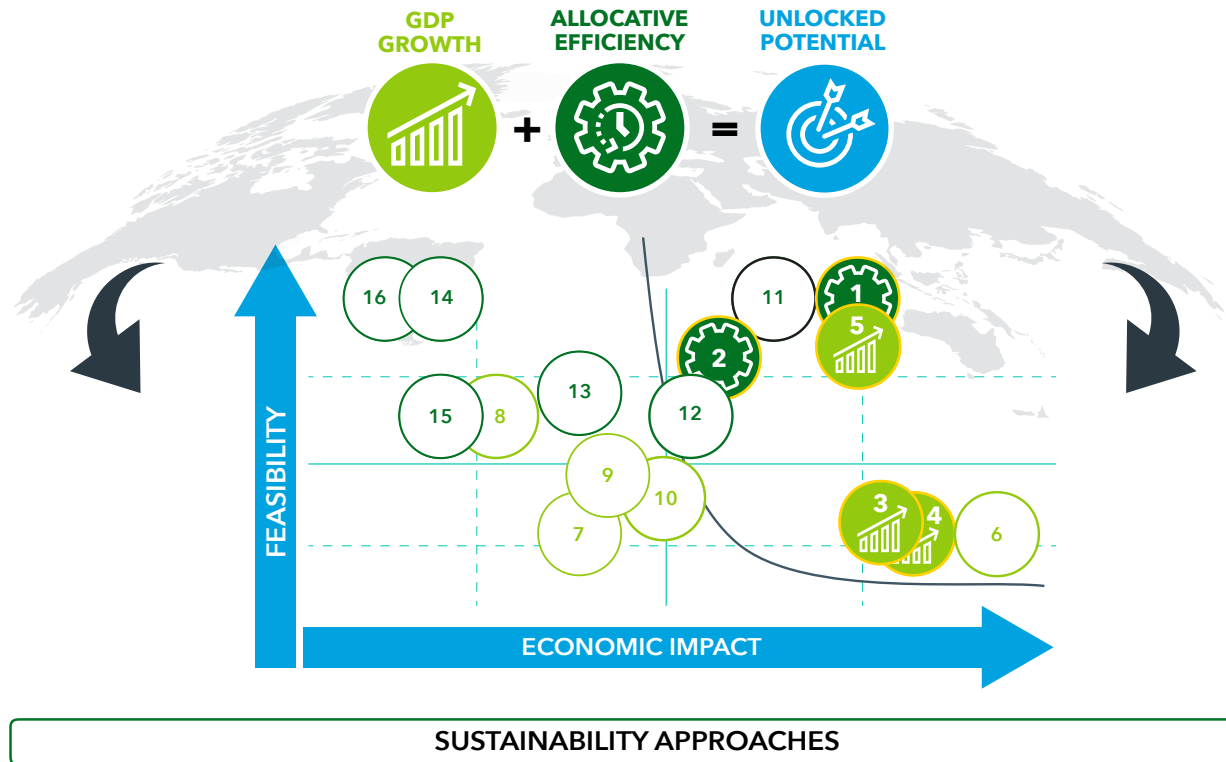 GDP
GROWTH
ALLOCATIVE
EFFICIENCY
UNLOCKED
POTENTIAL
+
=
16
14
11
1
5
2
13
15
8
12
9
10
7
3
4
6
FEASIBILITY
ECONOMIC IMPACT
SUSTAINABILITY APPROACHES